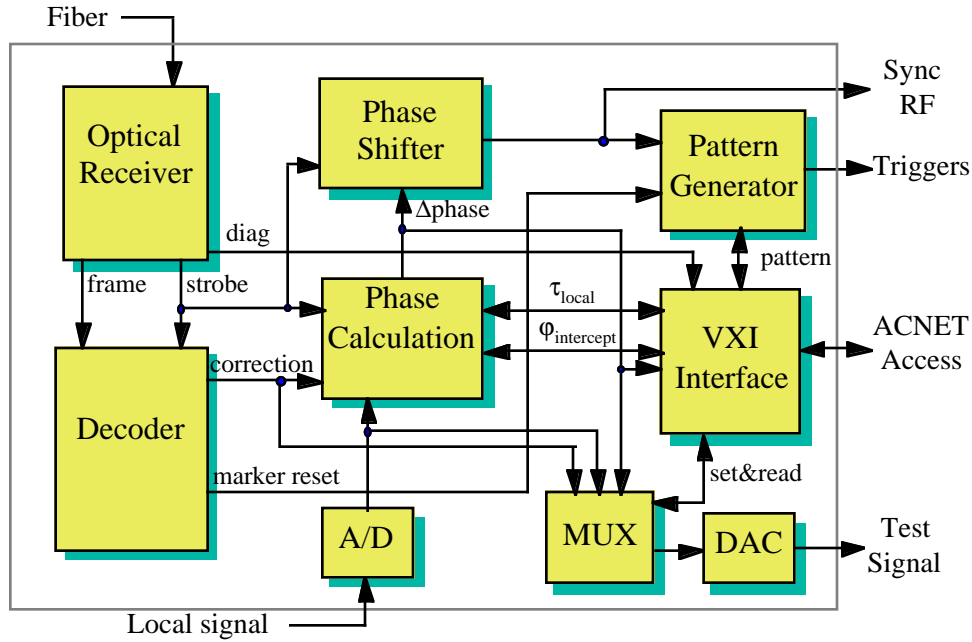 Fiber
Sync
RF
Optical
Receiver
Phase
Shifter
Pattern
Generator
Triggers
Δphase
diag
pattern
frame
strobe
Phase
Calculation
τlocal
φintercept
VXI
Interface
ACNET
Access
correction
Decoder
marker reset
set&read
A/D
MUX
DAC
Test
Signal
Local signal